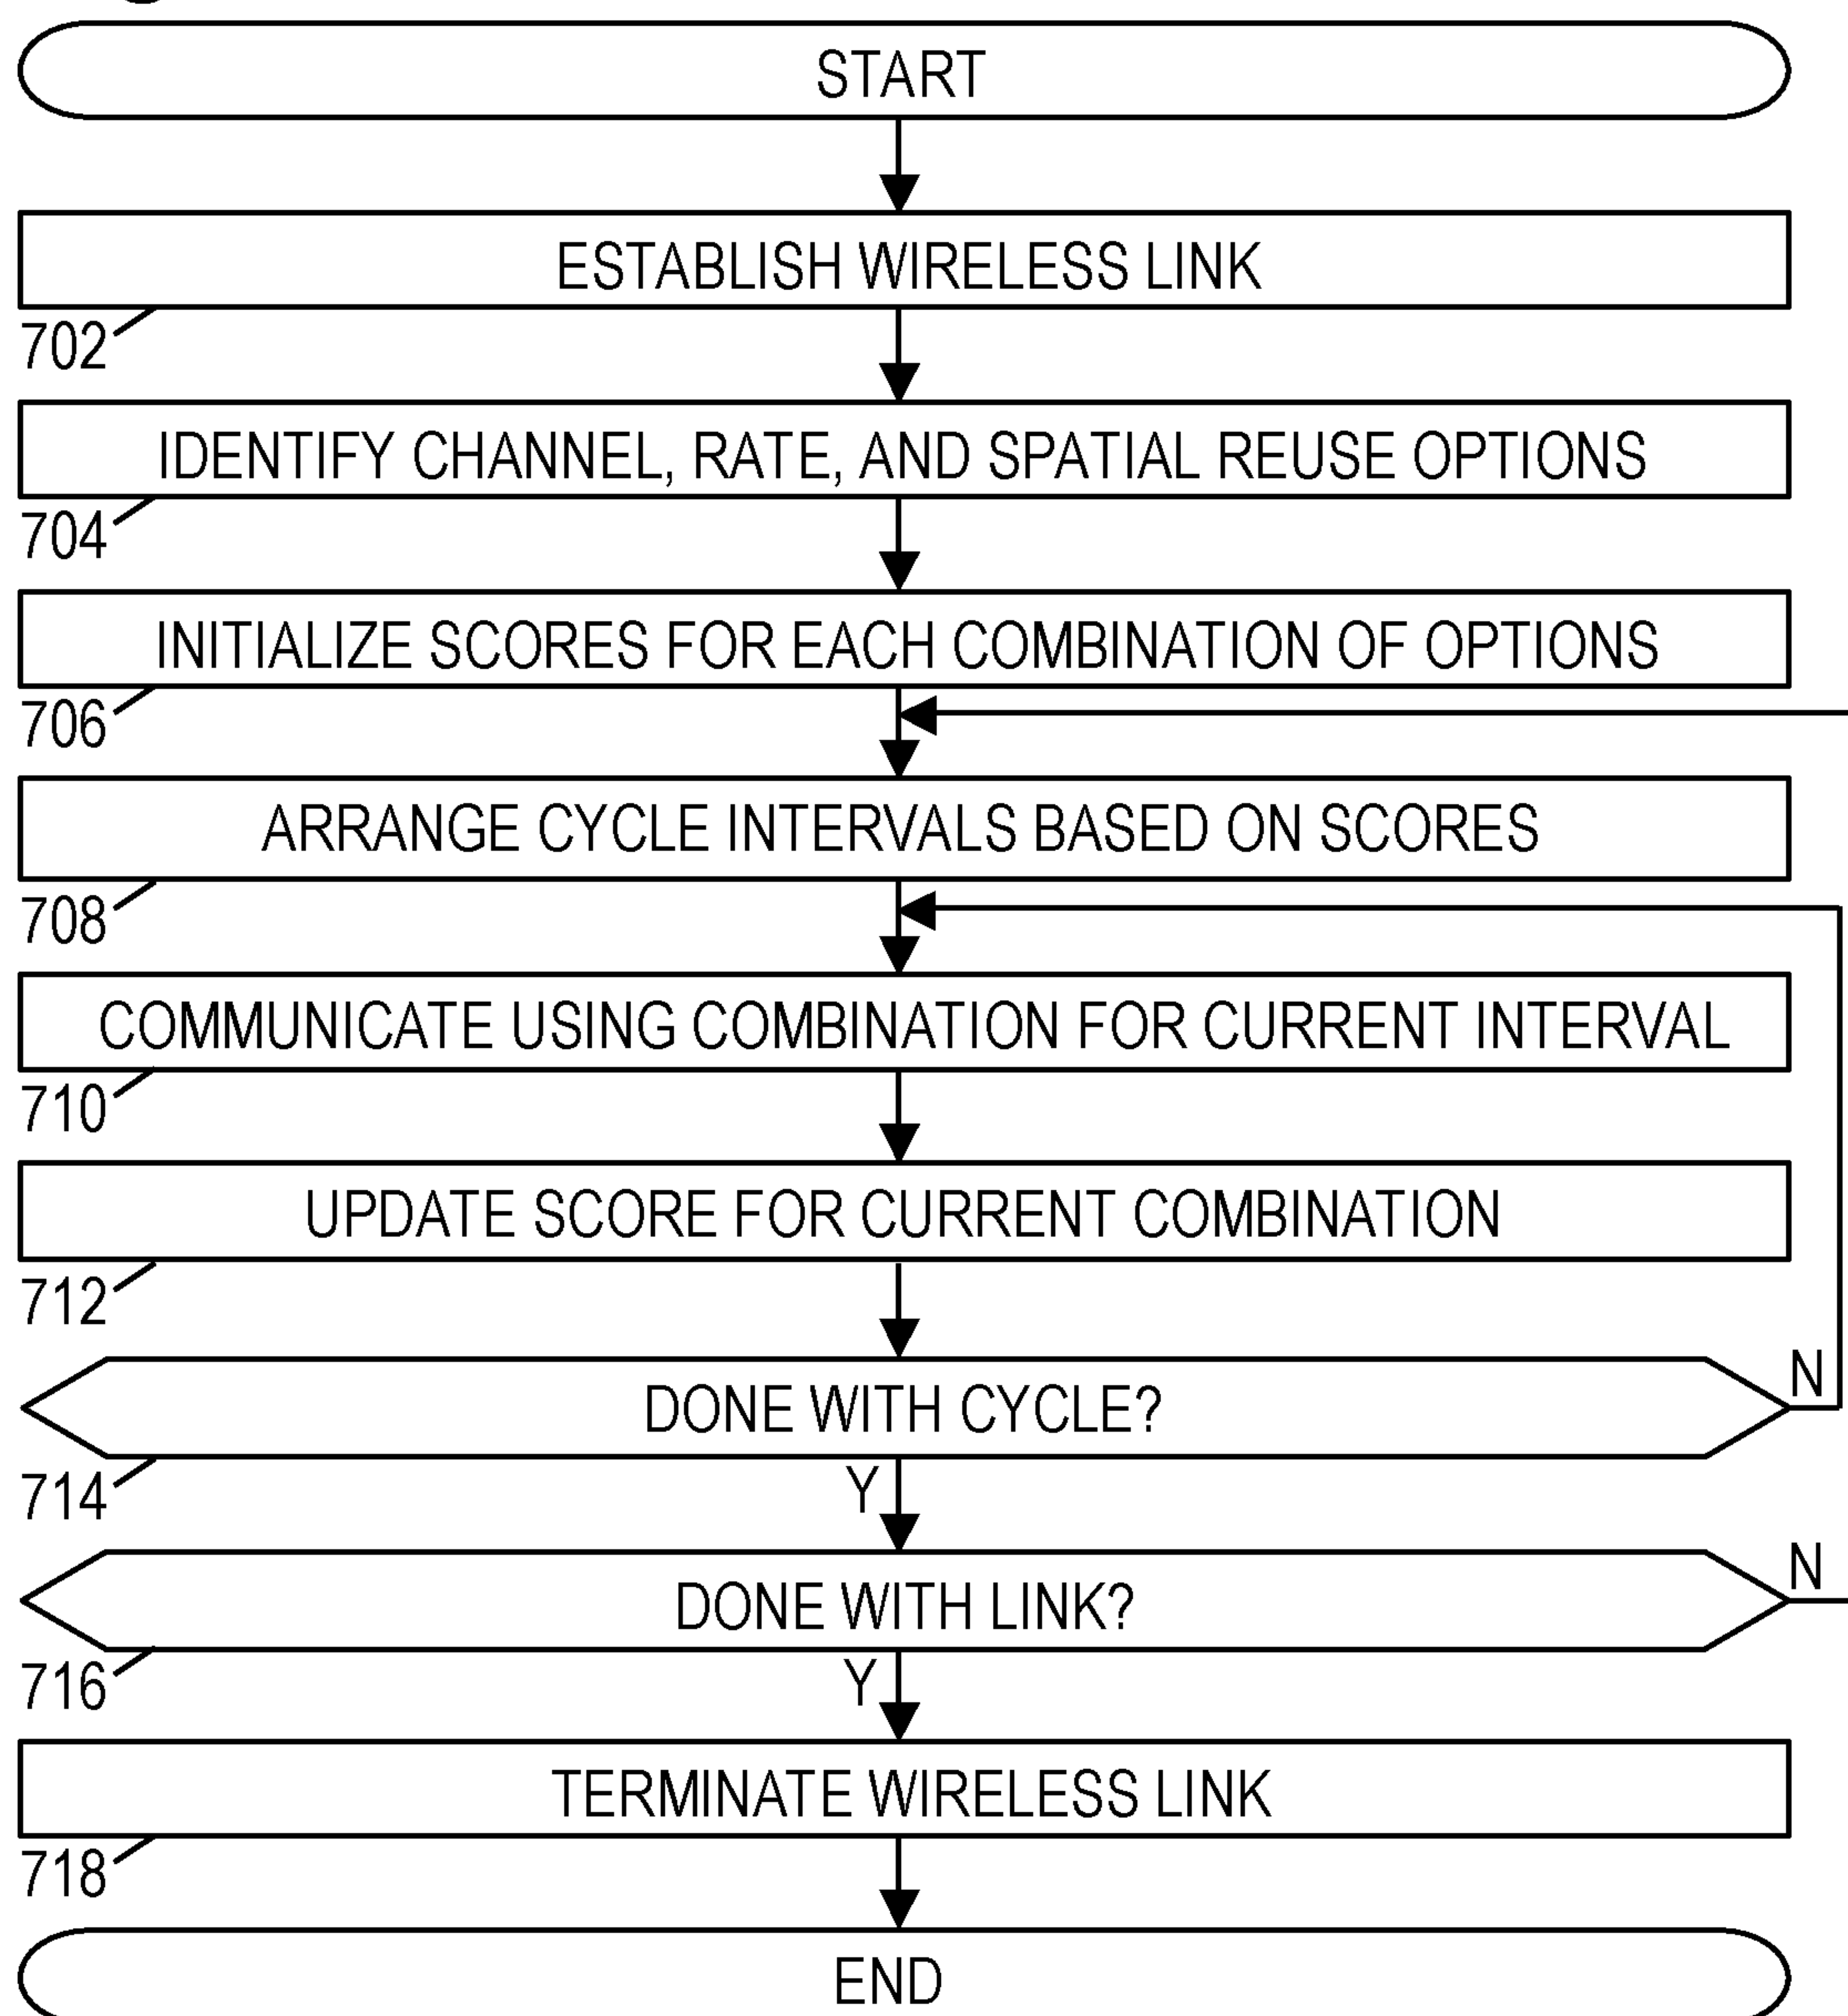 START
ESTABLISH WIRELESS LINK
702
IDENTIFY CHANNEL, RATE, AND SPATIAL REUSE OPTIONS
704
INITIALIZE SCORES FOR EACH COMBINATION OF OPTIONS
706
ARRANGE CYCLE INTERVALS BASED ON SCORES
708
COMMUNICATE USING COMBINATION FOR CURRENT INTERVAL
710
UPDATE SCORE FOR CURRENT COMBINATION
712
DONE WITH CYCLE?
N
714
Y
DONE WITH LINK?
N
716
Y
TERMINATE WIRELESS LINK
718
END